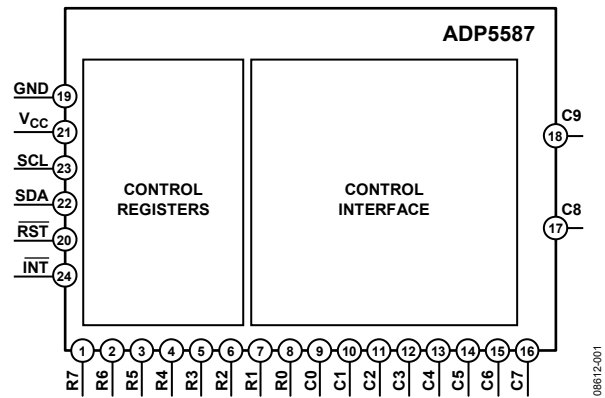 ADP5587
GND
19
VCC
21
SCL
23
SDA
22
RST
20
INT
24
CONTROL
REGISTERS
CONTROL
INTERFACE
C9
18
C8
17
1 2 3 4 5 6 7 8 9 10 11 12 13 14 15 16
R7 R6 R5 R4 R3 R2 R1 R0 C0 C1 C2 C3 C4 C5 C6 C7
08612-001